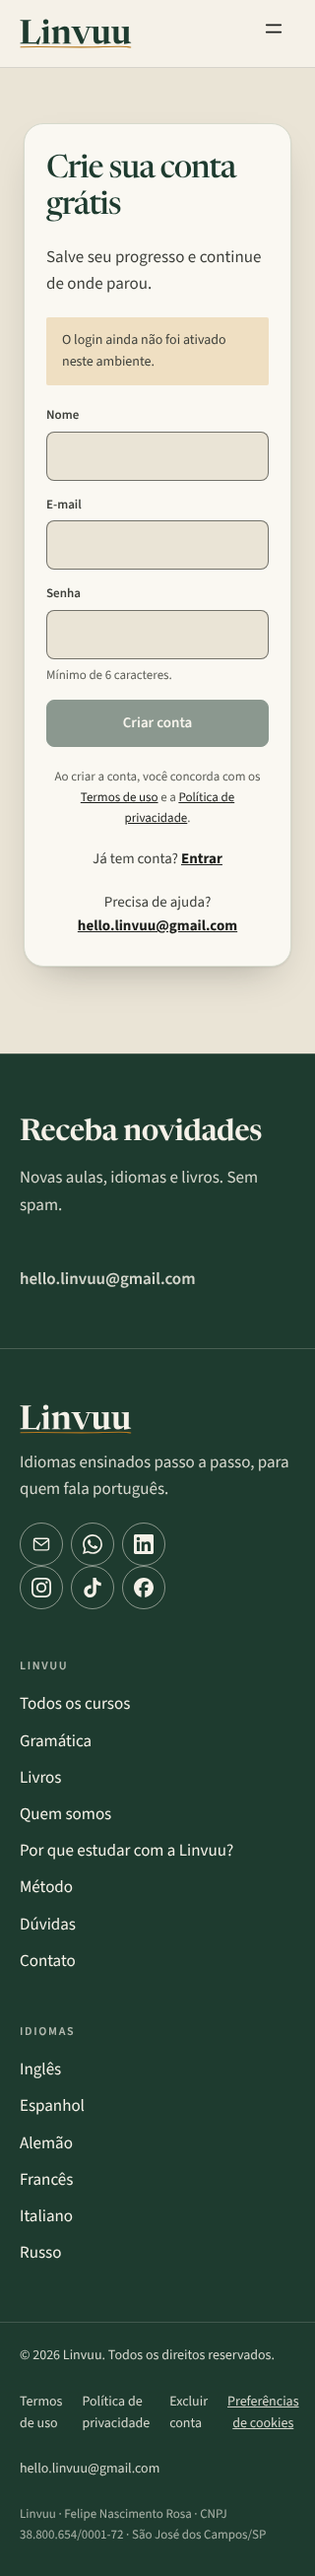 Linvuu
Crie sua conta
grátis
Salve seu progresso e continue
de onde parou.
O login ainda não foi ativado
neste ambiente.
Nome
E-mail
Senha
Mínimo de 6 caracteres.
Criar conta
Ao criar a conta, você concorda com os
Termos de uso e a Política de
privacidade.
Já tem conta? Entrar
Precisa de ajuda?
hello.linvuu@gmail.com
Receba novidades
Novas aulas, idiomas e livros. Sem
spam.
hello.linvuu@gmail.com
Linvuu
Idiomas ensinados passo a passo, para
quem fala português.
LINVUU
Todos os cursos
Gramática
Livros
Quem somos
Por que estudar com a Linvuu?
Método
Dúvidas
Contato
IDIOMAS
Inglês
Espanhol
Alemão
Francês
Italiano
Russo
© 2026 Linvuu. Todos os direitos reservados.
Termos de uso
Política de privacidade
Excluir conta
Preferências de cookies
hello.linvuu@gmail.com
Linvuu · Felipe Nascimento Rosa · CNPJ
38.800.654/0001-72 · São José dos Campos/SP